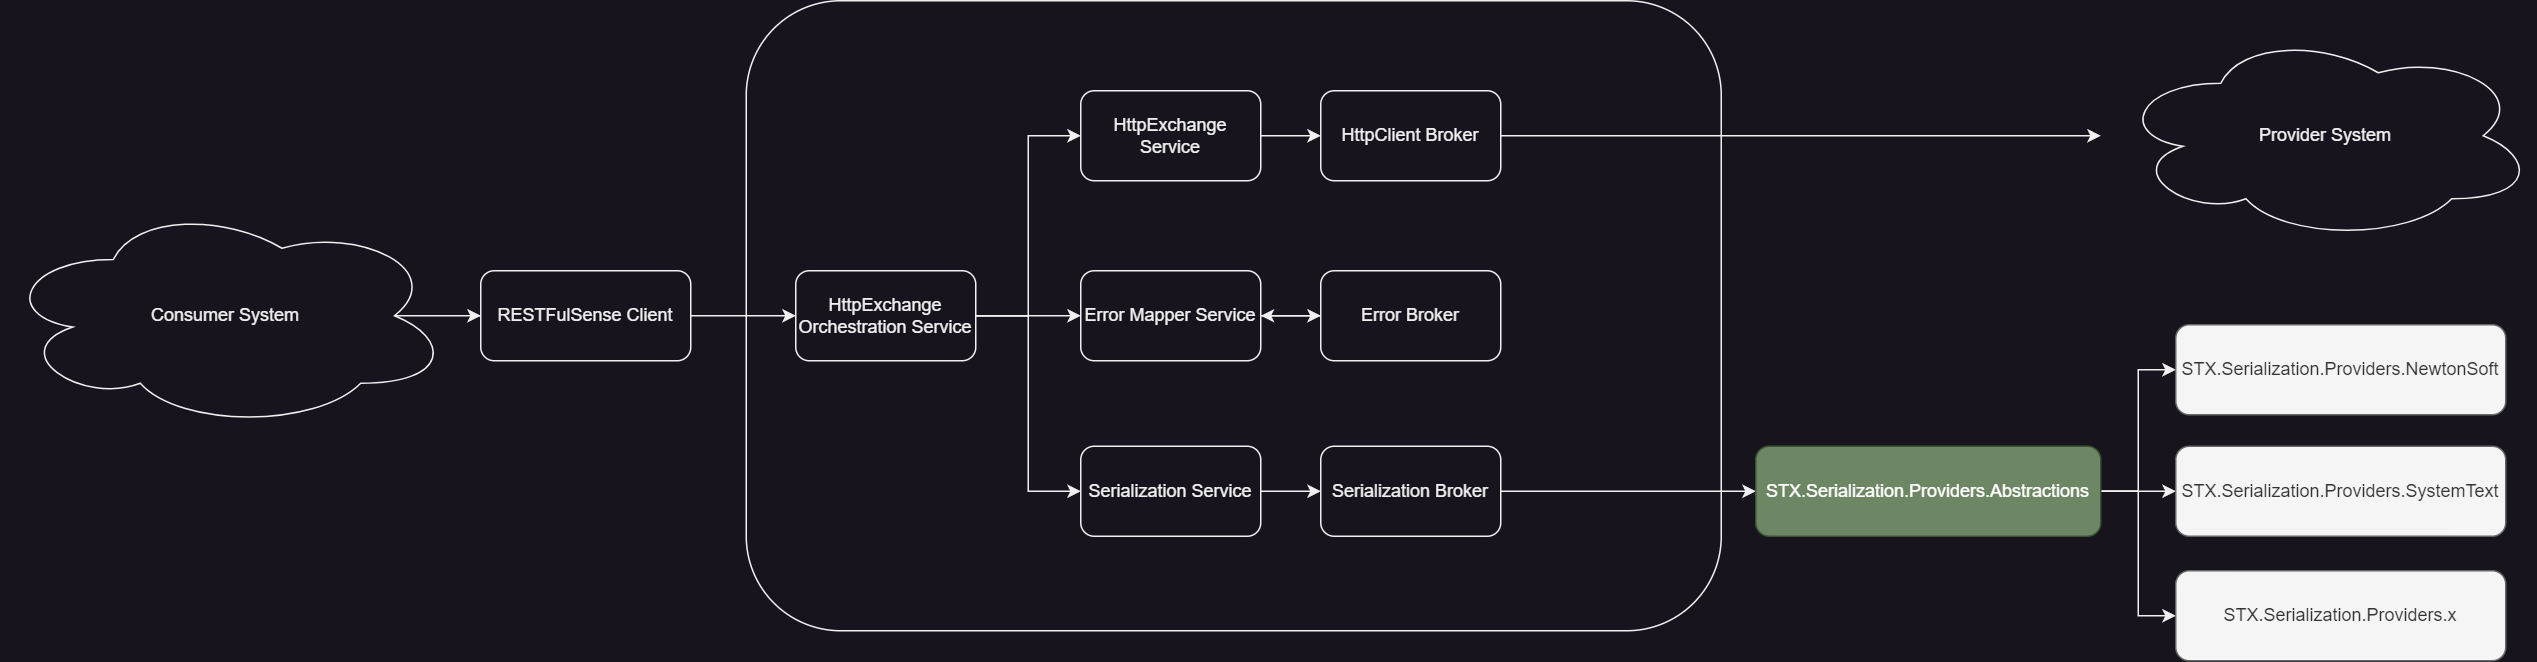 HttpExchange
Service
HttpClient Broker
Provider System
Consumer System
RESTFulSense Client
HttpExchange
Orchestration Service
Error Mapper Service
Error Broker
STX.Serialization.Providers.NewtonSoft
Serialization Service
Serialization Broker
STX.Serialization.Providers.Abstractions
STX.Serialization.Providers.SystemText
STX.Serialization.Providers.x